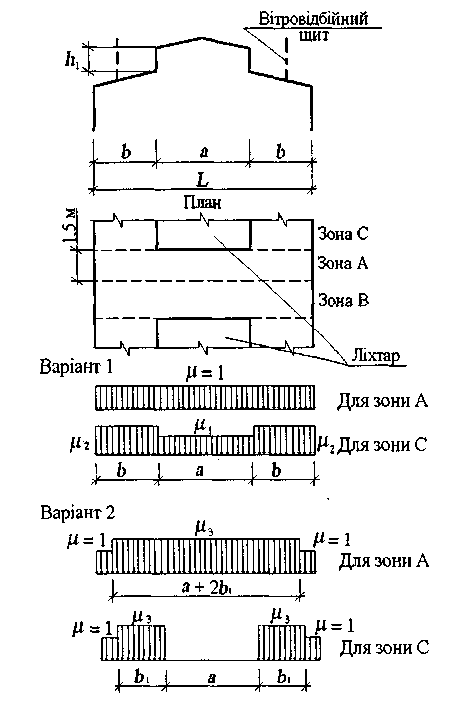 Вітровідбійний
щит
h₁
b a b
L
План
1,5 м
Зона С
Зона А
Зона В
Ліхтар
Варіант 1
μ = 1
Для зони А
μ₂ μ₁ μ₂ Для зони С
b a b
Варіант 2
μ = 1 μ₃ μ = 1
Для зони А
a + 2b₁
μ = 1 μ₃ μ₃ μ = 1
Для зони С
b₁ a b₁